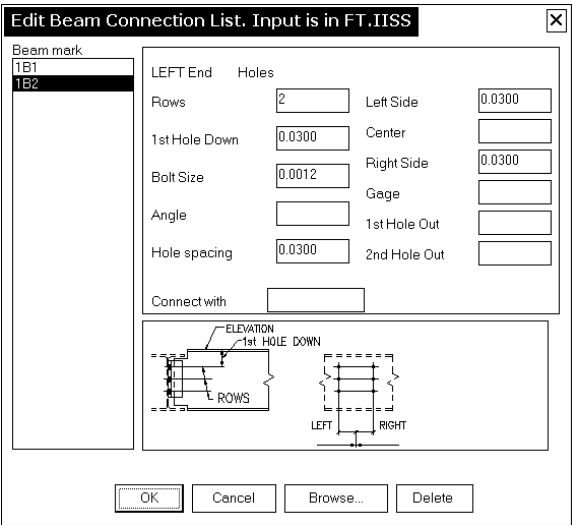 Edit Beam Connection List. Input is in FT.IISS
Beam mark
1B1
1B2
LEFT End Holes
Rows 2 Left Side 0.0300
1st Hole Down 0.0300 Center
Bolt Size 0.0012 Right Side 0.0300
Gage
Angle 1st Hole Out
Hole spacing 0.0300 2nd Hole Out
Connect with
ELEVATION
1st HOLE DOWN
ROWS
LEFT RIGHT
OK Cancel Browse... Delete